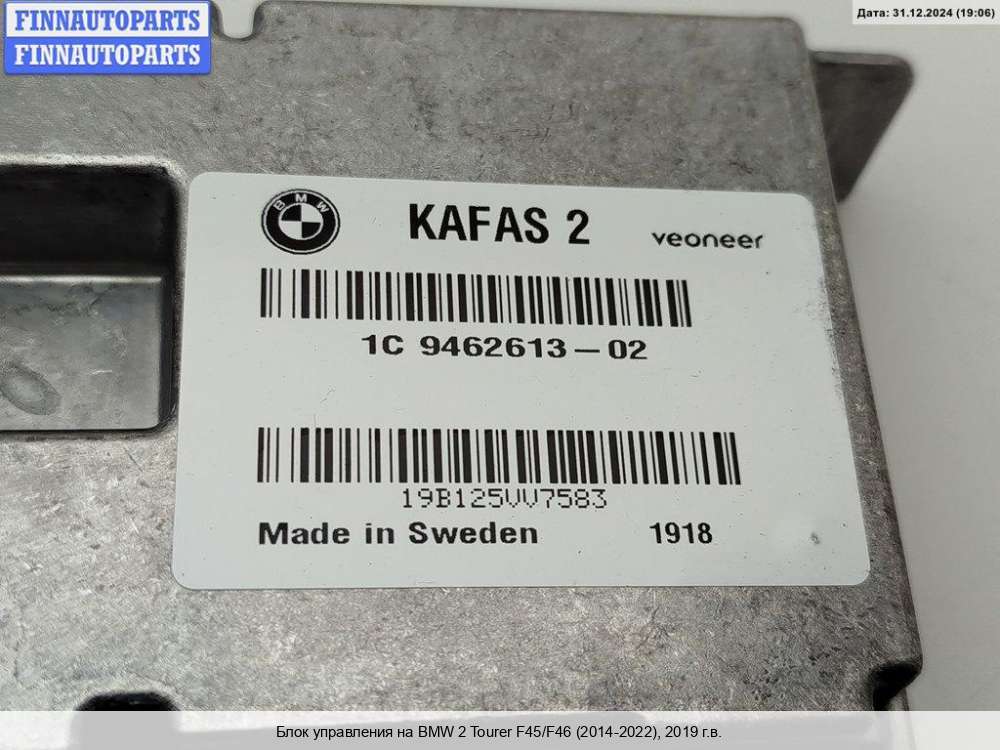 FINNAUTOPARTS
FINNAUTOPARTS
Дата: 31.12.2024 (19:06)
BMW
KAFAS 2
veoneer
1C 9462613-02
19B125VV7583
Made in Sweden 1918
Блок управления на BMW 2 Tourer F45/F46 (2014-2022), 2019 г.в.